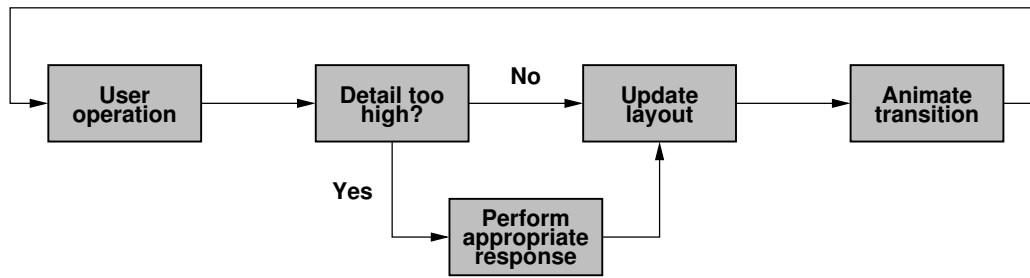 User
operation
Detail too
high?
No
Update
layout
Animate
transition
Yes
Perform
appropriate
response